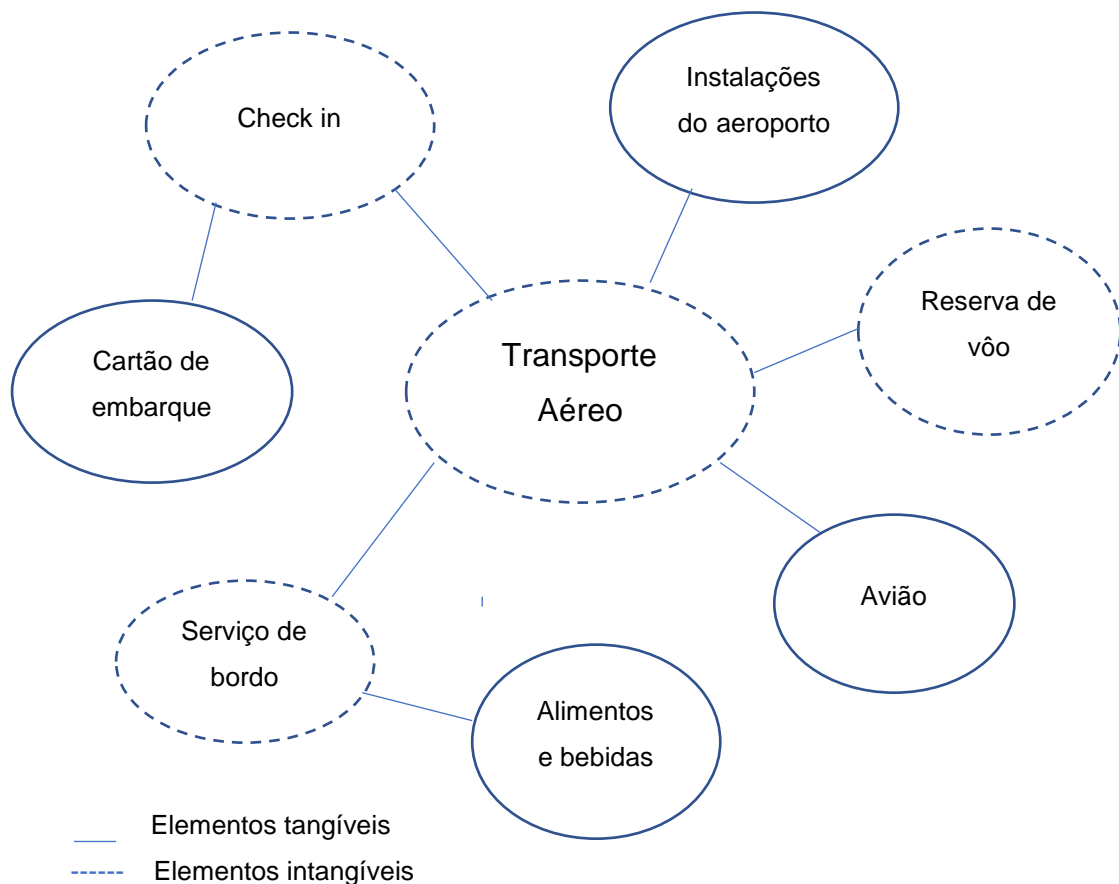 Check in
Instalações
do aeroporto
Reserva de
vôo
Transporte
Aéreo
Cartão de
embarque
Avião
Serviço de
bordo
Alimentos
e bebidas
Elementos tangíveis
Elementos intangíveis